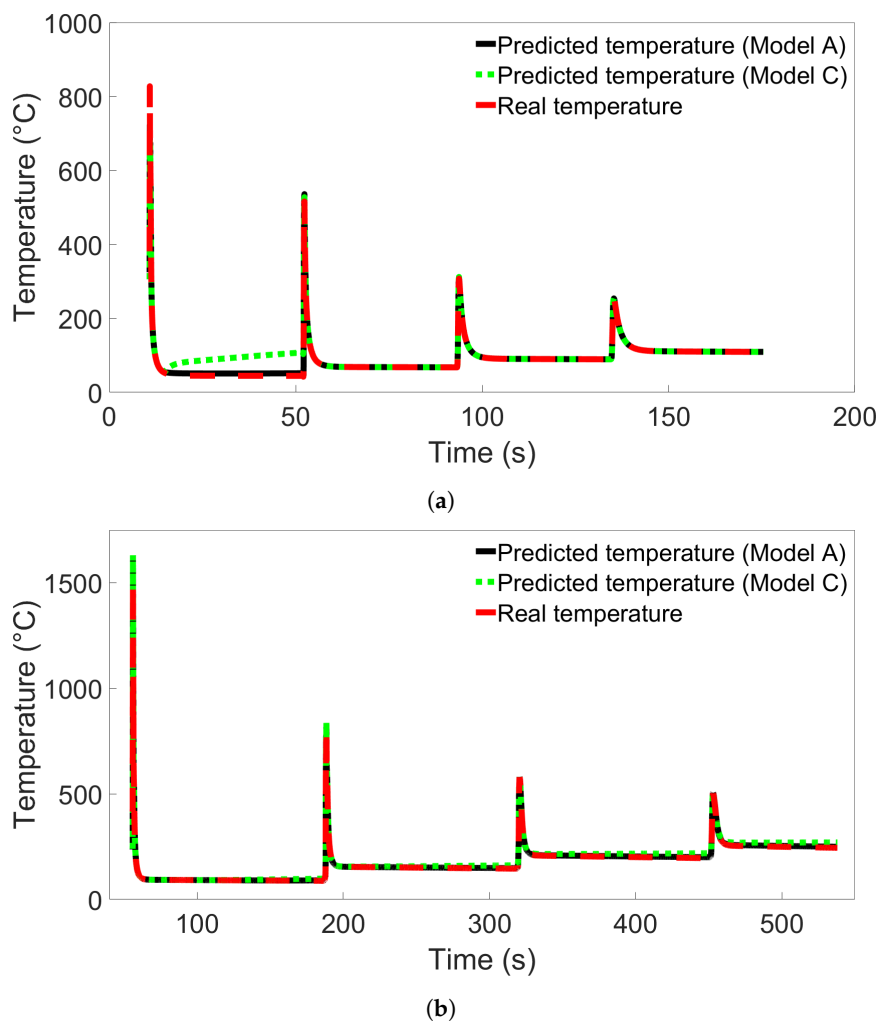 1000
Predicted temperature (Model A)
Predicted temperature (Model C)
Real temperature
800
600
400
200
0
Temperature (°C)
0 50 100 150 200
Time (s)
(a)
Predicted temperature (Model A)
Predicted temperature (Model C)
Real temperature
1500
1000
500
0
Temperature (°C)
100 200 300 400 500
Time (s)
(b)